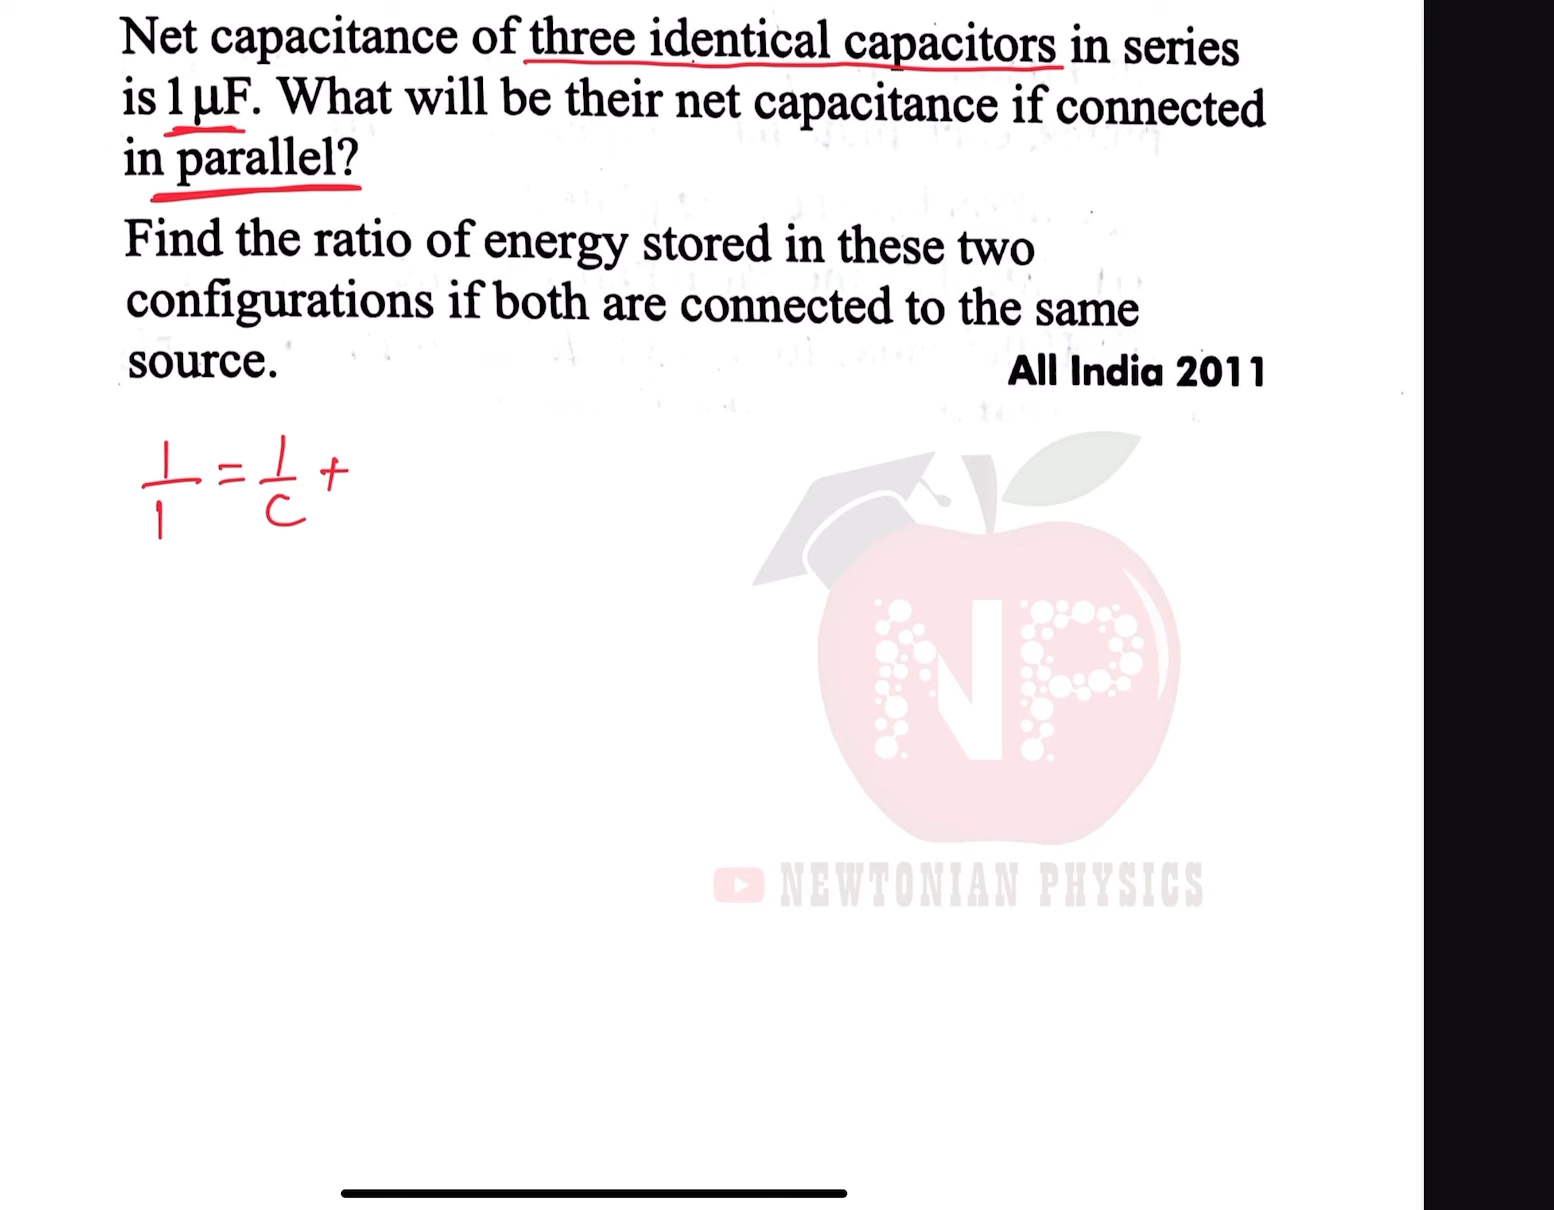 Net capacitance of three identical capacitors in series
is 1 µF. What will be their net capacitance if connected
in parallel?
Find the ratio of energy stored in these two
configurations if both are connected to the same
source.
All India 2011
1/1 = 1/C +
NP
NEWTONIAN PHYSICS